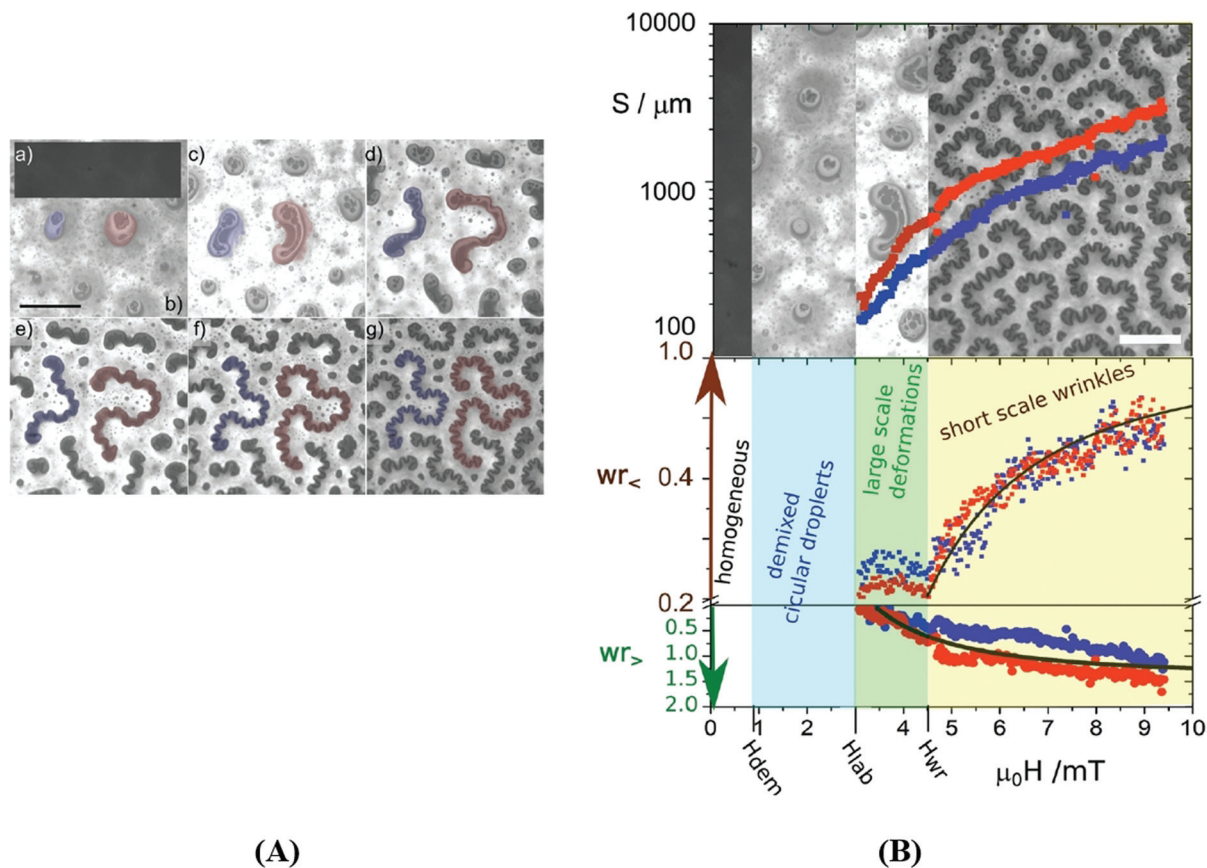 a)
b)
c)
d)
e)
f)
g)
(A)
10000
S / μm
1000
100
1.0
wr<
0.4
0.2
0.5
wr>
1.0
1.5
2.0
homogeneous
demixed
cicular droplerts
large scale
deformations
short scale wrinkles
0 1 2 3 4 5 6 7 8 9 10
Hdem
Hlab
Hwr
μ₀H /mT
(B)